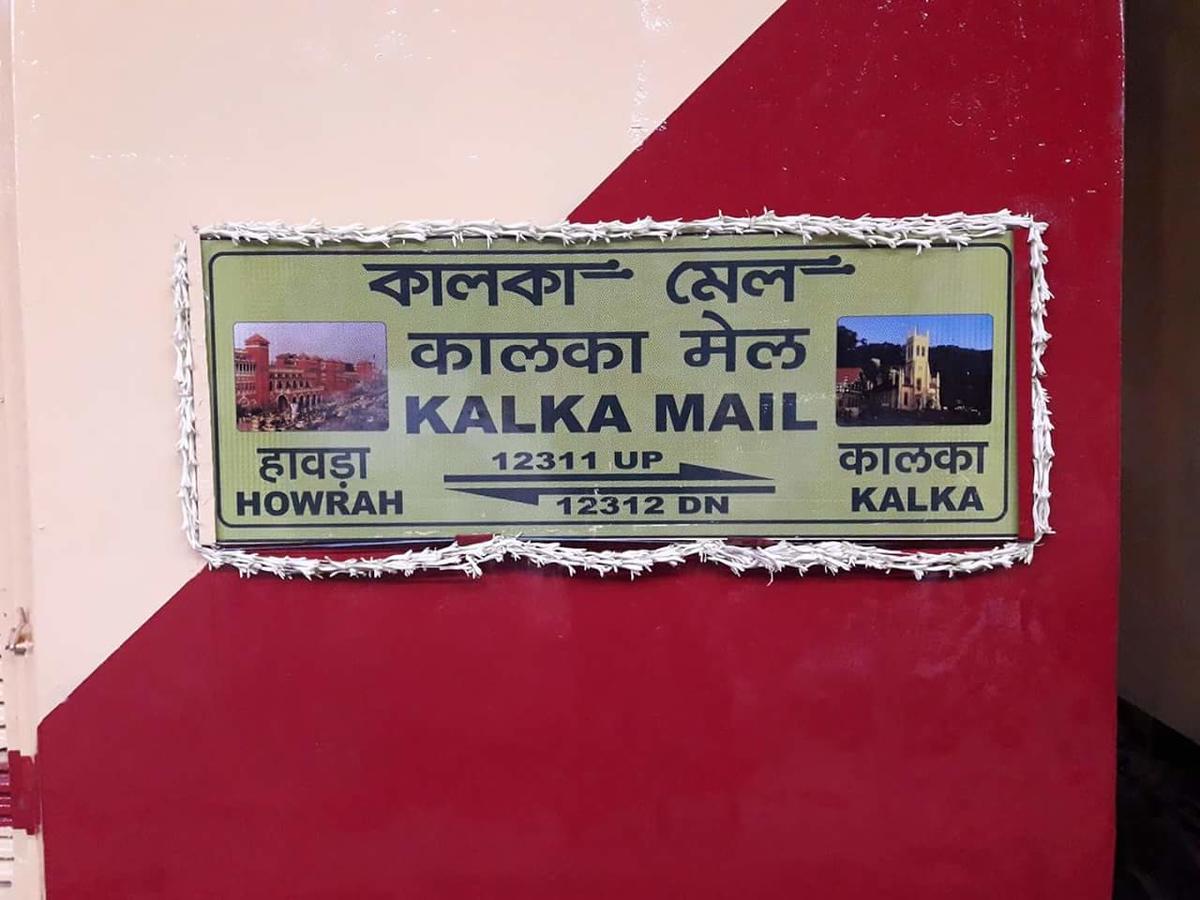 কালকা মেল
कालका मेल
KALKA MAIL
हावड़ा
HOWRAH
12311 UP
12312 DN
कालका
KALKA